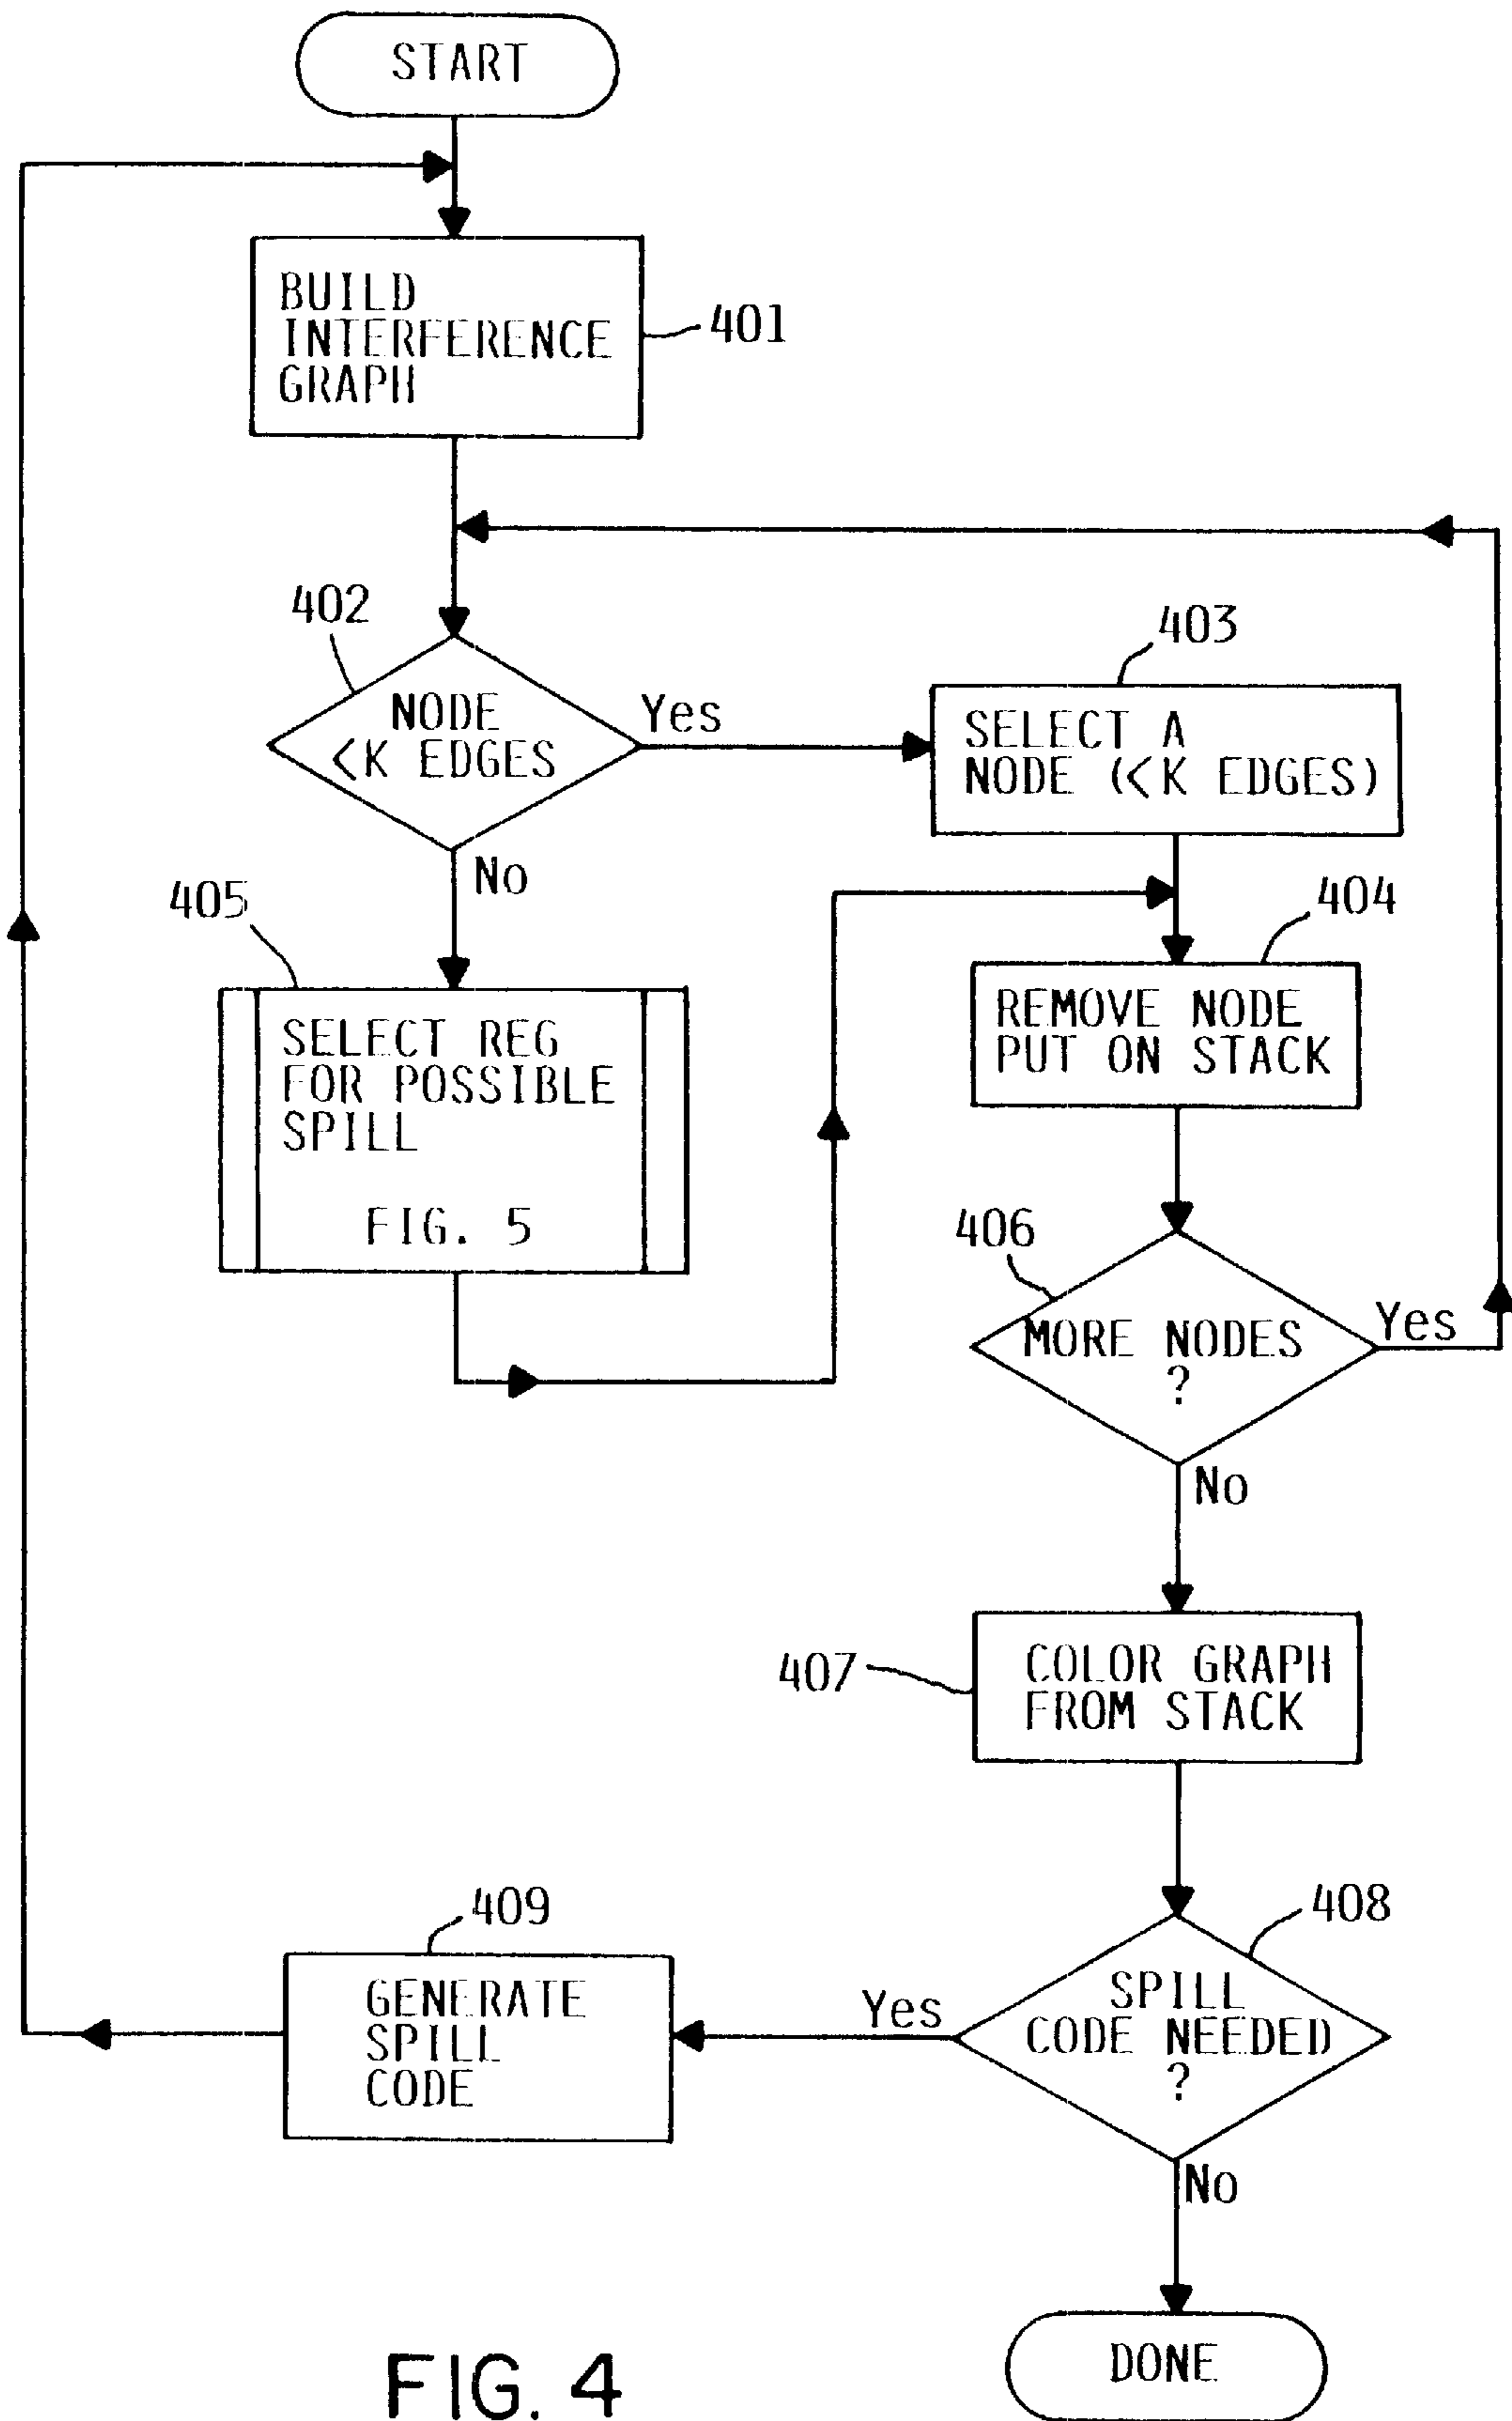 START
BUILD
INTERFERENCE
GRAPH
401
402
NODE
<K EDGES
Yes
No
403
SELECT A
NODE (<K EDGES)
405
SELECT REG
FOR POSSIBLE
SPILL
FIG. 5
404
REMOVE NODE
PUT ON STACK
406
MORE NODES
?
Yes
No
407
COLOR GRAPH
FROM STACK
408
SPILL
CODE NEEDED
?
Yes
No
409
GENERATE
SPILL
CODE
DONE
FIG. 4